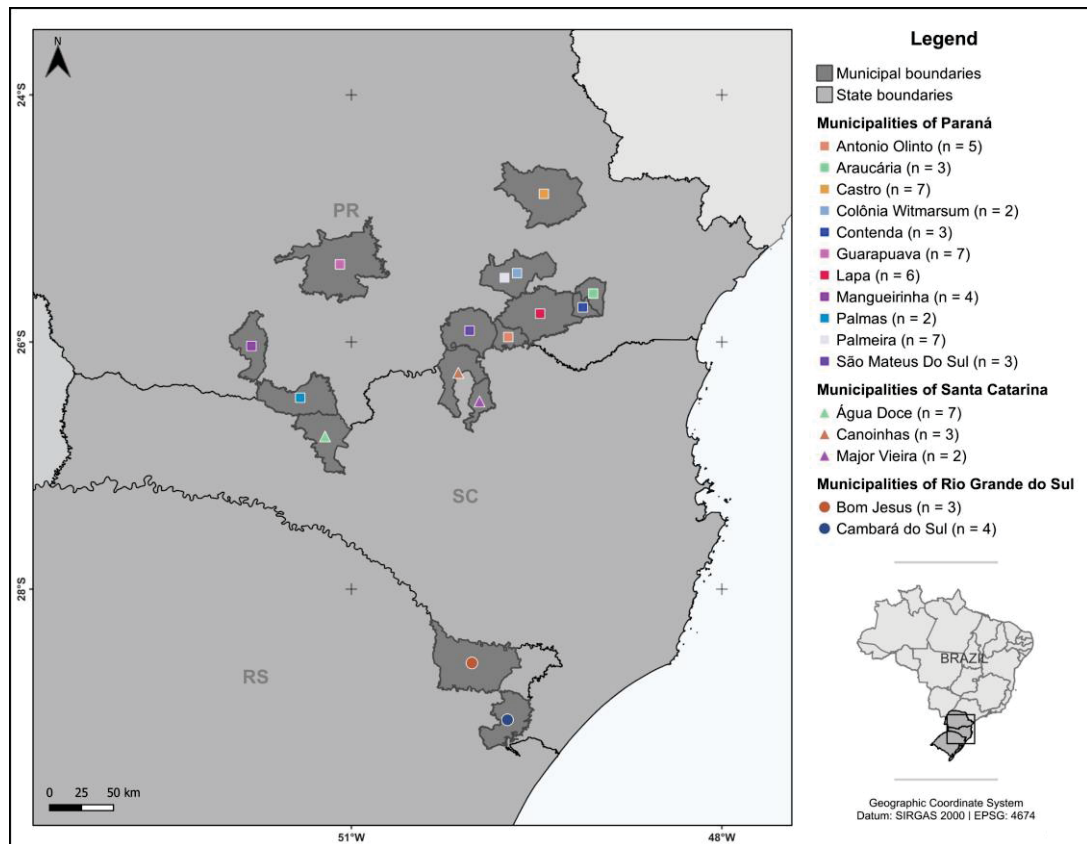 N
24°S
26°S
28°S
PR
SC
RS
0 25 50 km
51°W
48°W
Legend
Municipal boundaries
State boundaries
Municipalities of Paraná
Antonio Olinto (n = 5)
Araucária (n = 3)
Castro (n = 7)
Colônia Witmarsum (n = 2)
Contenda (n = 3)
Guarapuava (n = 7)
Lapa (n = 6)
Mangueirinha (n = 4)
Palmas (n = 2)
Palmeira (n = 7)
São Mateus Do Sul (n = 3)
Municipalities of Santa Catarina
Água Doce (n = 7)
Canoinhas (n = 3)
Major Vieira (n = 2)
Municipalities of Rio Grande do Sul
Bom Jesus (n = 3)
Cambará do Sul (n = 4)
BRAZIL
Geographic Coordinate System
Datum: SIRGAS 2000 | EPSG: 4674